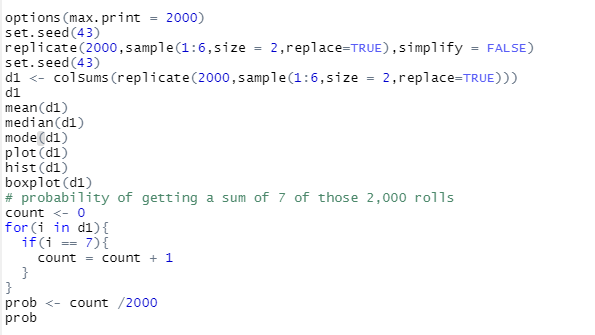 options(max.print = 2000)
set.seed(43)
replicate(2000,sample(1:6,size = 2,replace=TRUE),simplify = FALSE)
set.seed(43)
d1 <- colSums(replicate(2000,sample(1:6,size = 2,replace=TRUE)))
d1
mean(d1)
median(d1)
mode(d1)
plot(d1)
hist(d1)
boxplot(d1)
# probability of getting a sum of 7 of those 2,000 rolls
count <- 0
for(i in d1){
  if(i == 7){
    count = count + 1
  }
}
prob <- count /2000
prob